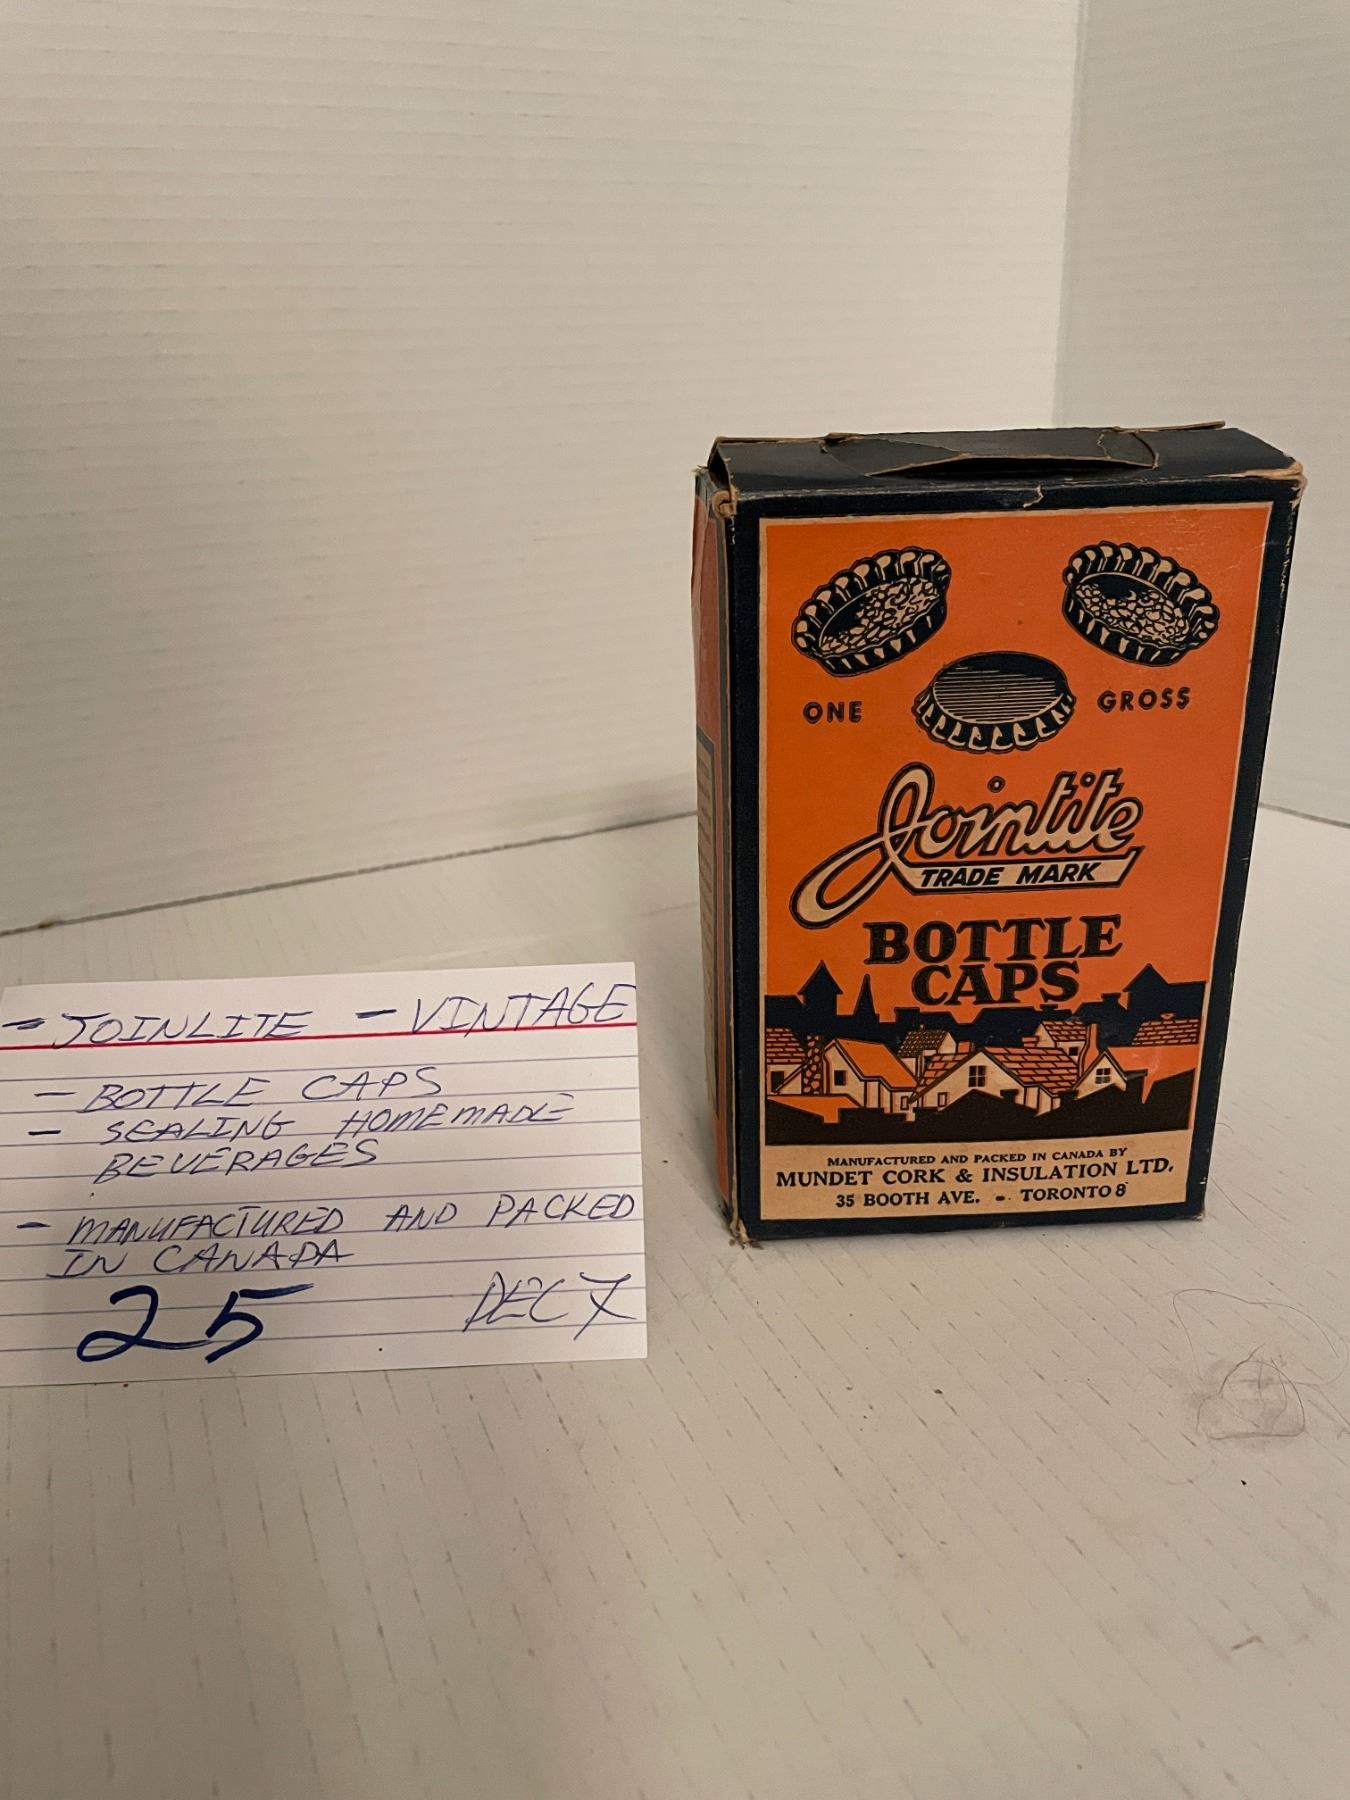 - JOINLITE - VINTAGE
- BOTTLE CAPS
- SEALING HOMEMADE
BEVERAGES
- MANUFACTURED AND PACKED
IN CANADA
25 DEC 7
ONE GROSS
Jointite
TRADE MARK
BOTTLE
CAPS
MANUFACTURED AND PACKED IN CANADA BY
MUNDET CORK & INSULATION LTD.
35 BOOTH AVE. - TORONTO 8